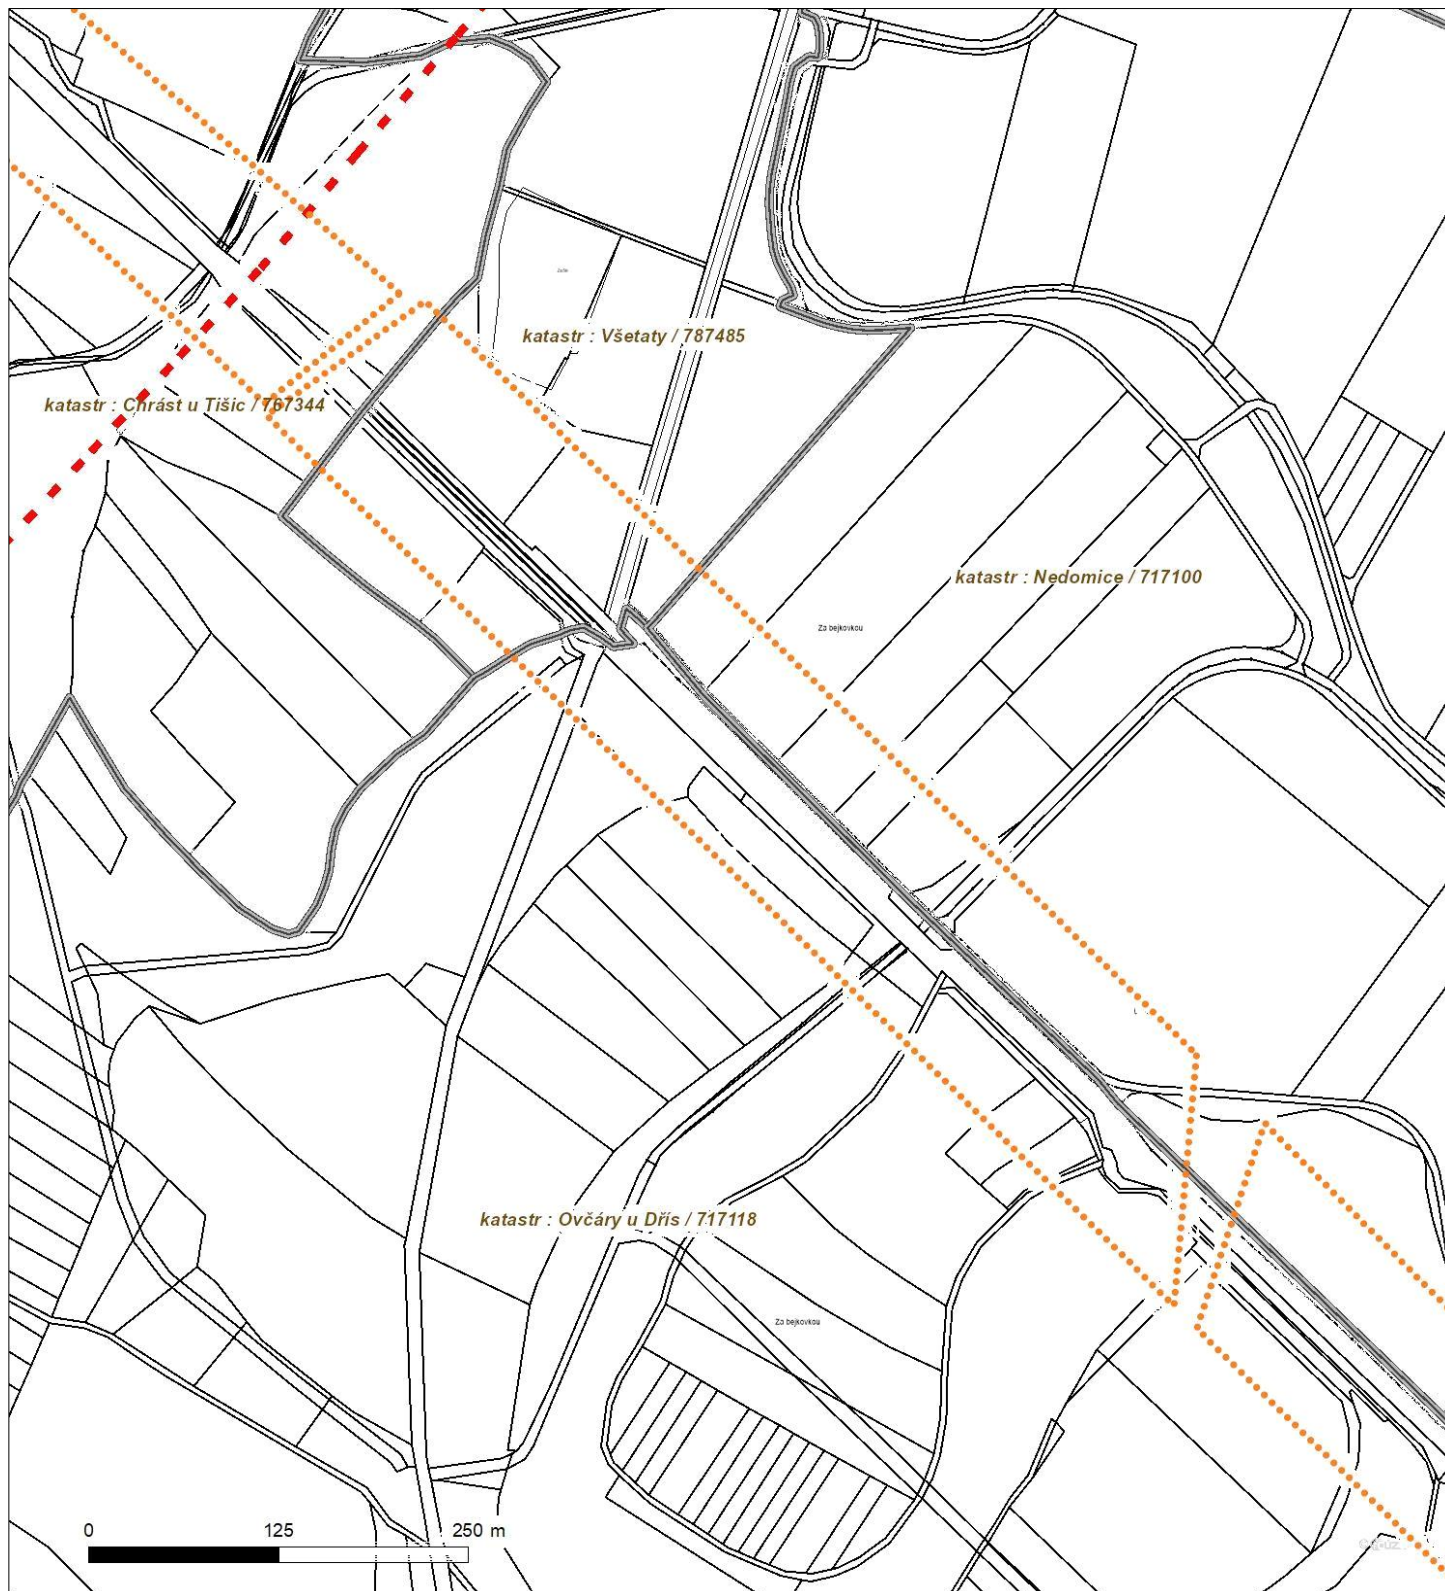 katastr : Všetaty / 787485
katastr : Chrást u Tišic / 767344
katastr : Nedomice / 717100
Za bejkovkou
katastr : Ovčáry u Dřís / 717118
Za bejkovkou
0 125 250 m